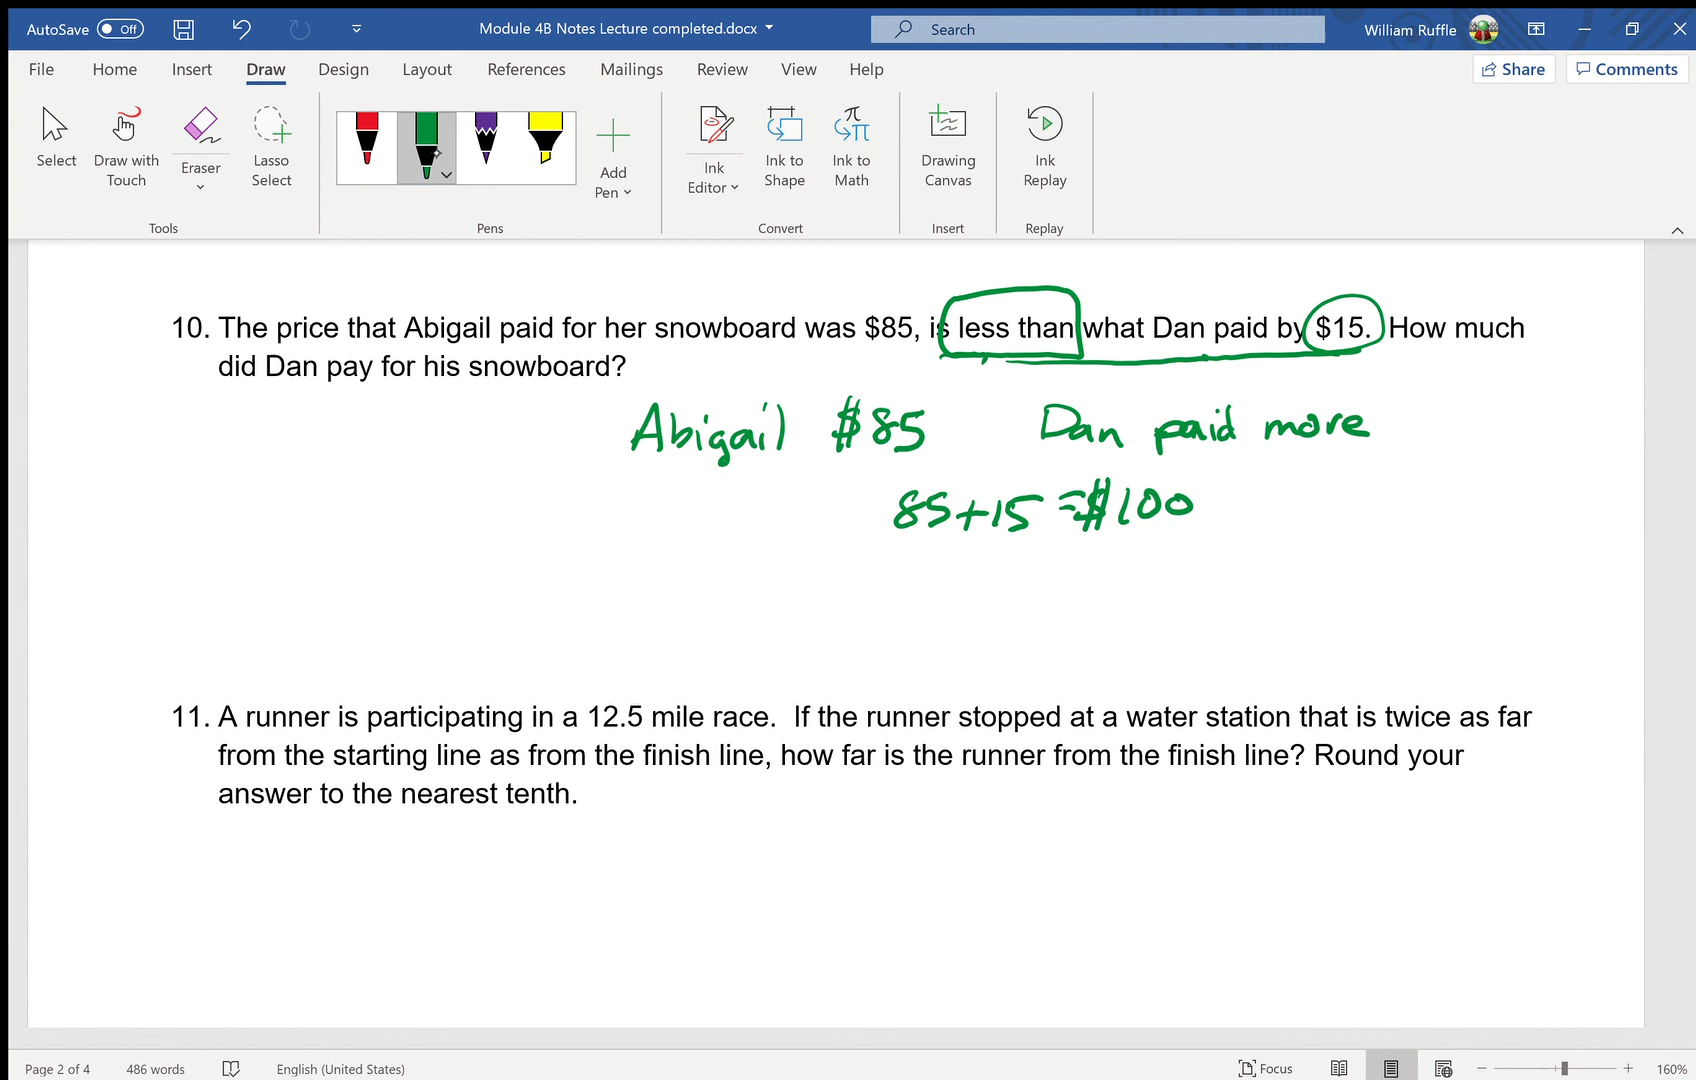 AutoSave Off Module 4B Notes Lecture completed.docx Search William Ruffle
File Home Insert Draw Design Layout References Mailings Review View Help Share Comments
Select Draw with Touch Eraser Lasso Select Add Pen Ink Editor Ink to Shape Ink to Math Drawing Canvas Ink Replay
Tools Pens Convert Insert Replay
10. The price that Abigail paid for her snowboard was $85, is less than what Dan paid by $15. How much
did Dan pay for his snowboard?
Abigail $85 Dan paid more
85+15 =$100
11. A runner is participating in a 12.5 mile race. If the runner stopped at a water station that is twice as far
from the starting line as from the finish line, how far is the runner from the finish line? Round your
answer to the nearest tenth.
Page 2 of 4 486 words English (United States) Focus 160%